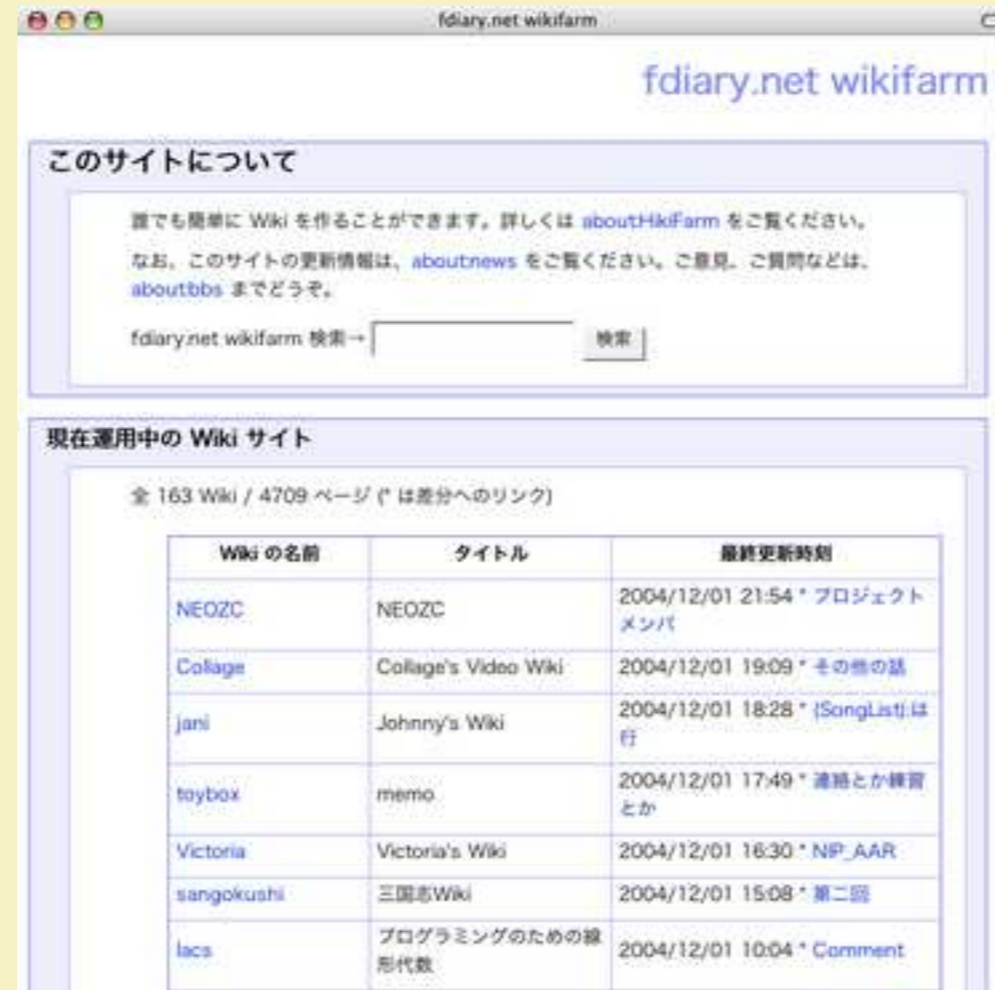 fdiary.net wikifarm
fdiary.net wikifarm
このサイトについて
誰でも簡単に Wiki を作ることができます。詳しくは about:HikiFarm をご覧ください。
なお、このサイトの更新情報は、about:news をご覧ください。ご意見、ご質問などは、
about:bbs までどうぞ。
fdiary.net wikifarm 検索→ 検索
現在運用中の Wiki サイト
全 163 Wiki / 4709 ページ (* は差分へのリンク)
Wiki の名前 タイトル 最終更新時刻
NEOZC NEOZC 2004/12/01 21:54 * プロジェクト
メンバ
Collage Collage's Video Wiki 2004/12/01 19:09 * その他の話
jani Johnny's Wiki 2004/12/01 18:28 * (SongList):は
行
toybox memo 2004/12/01 17:49 * 連絡とか練習
とか
Victoria Victoria's Wiki 2004/12/01 16:30 * NIP_AAR
sangokushi 三国志Wiki 2004/12/01 15:08 * 第二回
lacs プログラミングのための線
形代数 2004/12/01 10:04 * Comment